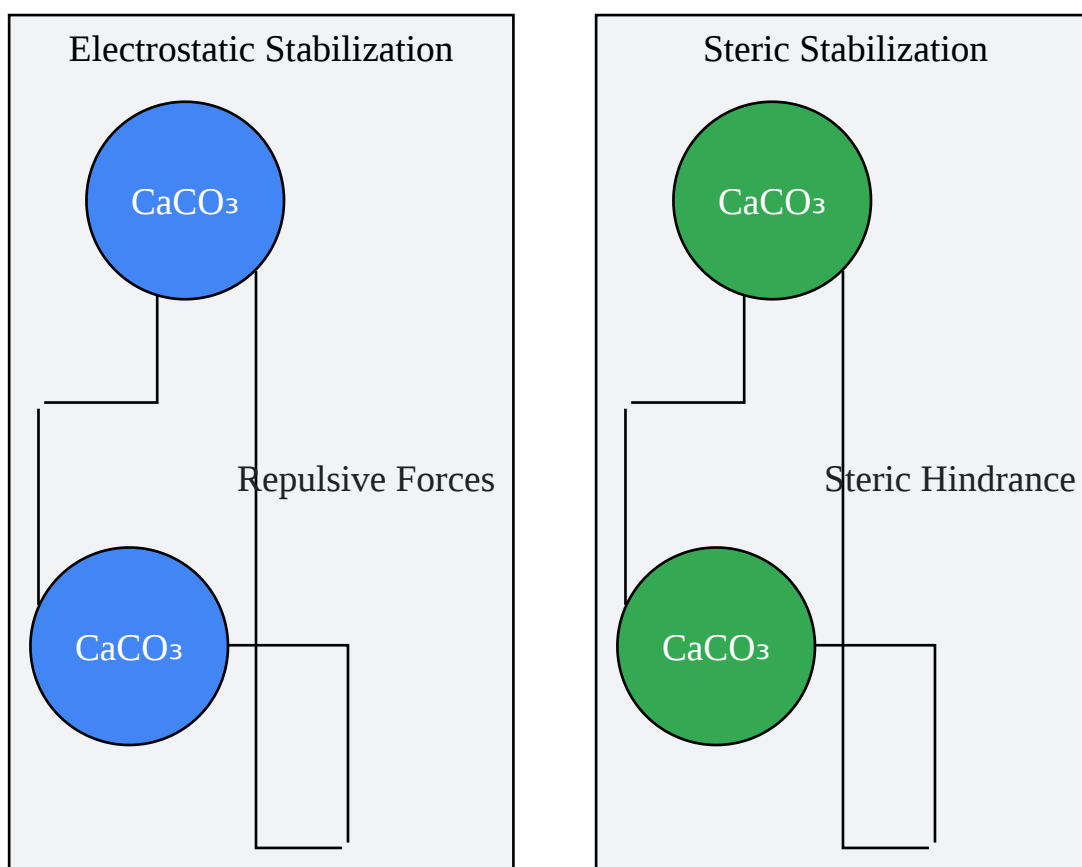 Electrostatic Stabilization
CaCO₃
Repulsive Forces
CaCO₃
Steric Stabilization
CaCO₃
Steric Hindrance
CaCO₃